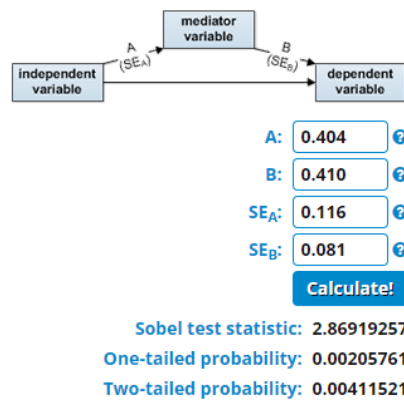 mediator
variable
A
(SEA)
B
(SEB)
independent
variable
dependent
variable
A: 0.404 ?
B: 0.410 ?
SEA: 0.116 ?
SEB: 0.081 ?
Calculate!
Sobel test statistic: 2.86919257
One-tailed probability: 0.00205761
Two-tailed probability: 0.00411521